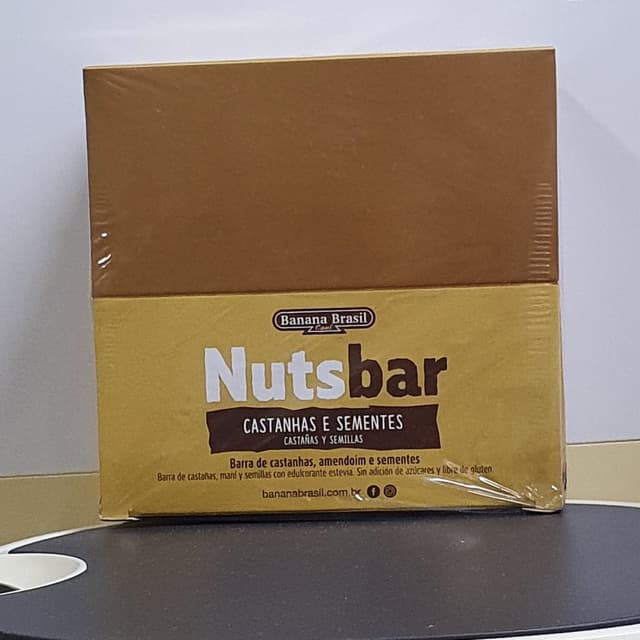 Banana Brasil
Nutsbar
CASTANHAS E SEMENTES
CASTAÑAS Y SEMILLAS
Barra de castanhas, amendoim e sementes
Barra de castañas, maní y semillas con edulcorante estevia. Sin adición de azúcares y libre de gluten.
bananabrasil.com.br